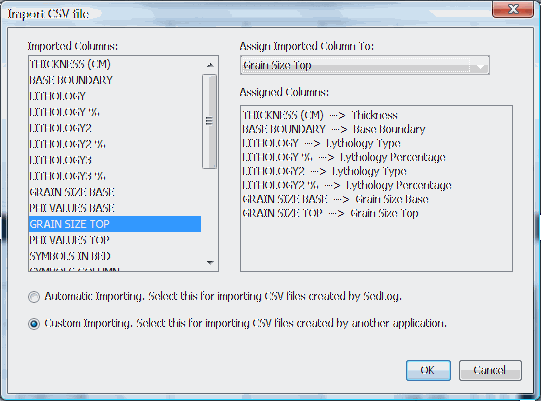 Import CSV file
Imported Columns:
THICKNESS (CM)
BASE BOUNDARY
LITHOLOGY
LITHOLOGY %
LITHOLOGY2
LITHOLOGY2 %
LITHOLOGY3
LITHOLOGY3 %
GRAIN SIZE BASE
PHI VALUES BASE
GRAIN SIZE TOP
PHI VALUES TOP
SYMBOLS IN BED
SYMBOLS COLUMN
Assign Imported Column To:
Grain Size Top
Assigned Columns:
THICKNESS (CM) ---> Thickness
BASE BOUNDARY ---> Base Boundary
LITHOLOGY ---> Lythology Type
LITHOLOGY % ---> Lythology Percentage
LITHOLOGY2 ---> Lythology Type
LITHOLOGY2 % ---> Lythology Percentage
GRAIN SIZE BASE ---> Grain Size Base
GRAIN SIZE TOP ---> Grain Size Top
Automatic Importing. Select this for importing CSV files created by SedLog.
Custom Importing. Select this for importing CSV files created by another application.
OK
Cancel